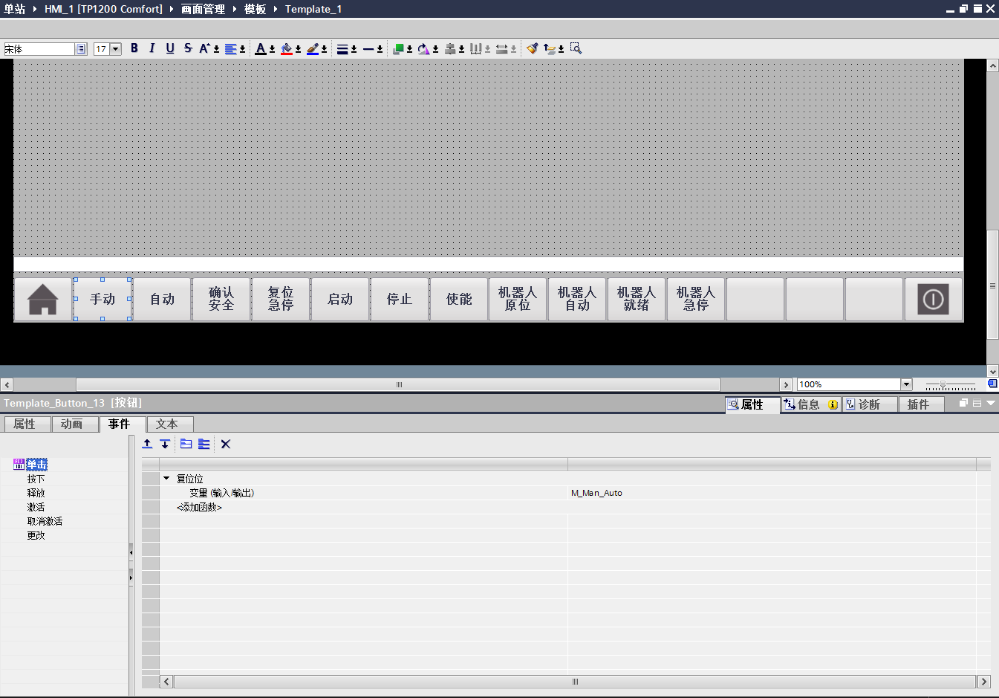 单站 HMI_1 [TP1200 Comfort] 画面管理 模板 Template_1
宋体 17 B I U S A A
手动 自动 确认 安全 复位 急停 启动 停止 使能 机器人 原位 机器人 自动 机器人 就绪 机器人 急停
100%
Template_Button_13 [按钮]
属性 信息 诊断 插件
属性 动画 事件 文本
单击
按下
释放
激活
取消激活
更改
复位位
变量 (输入/输出) M_Man_Auto
<添加函数>